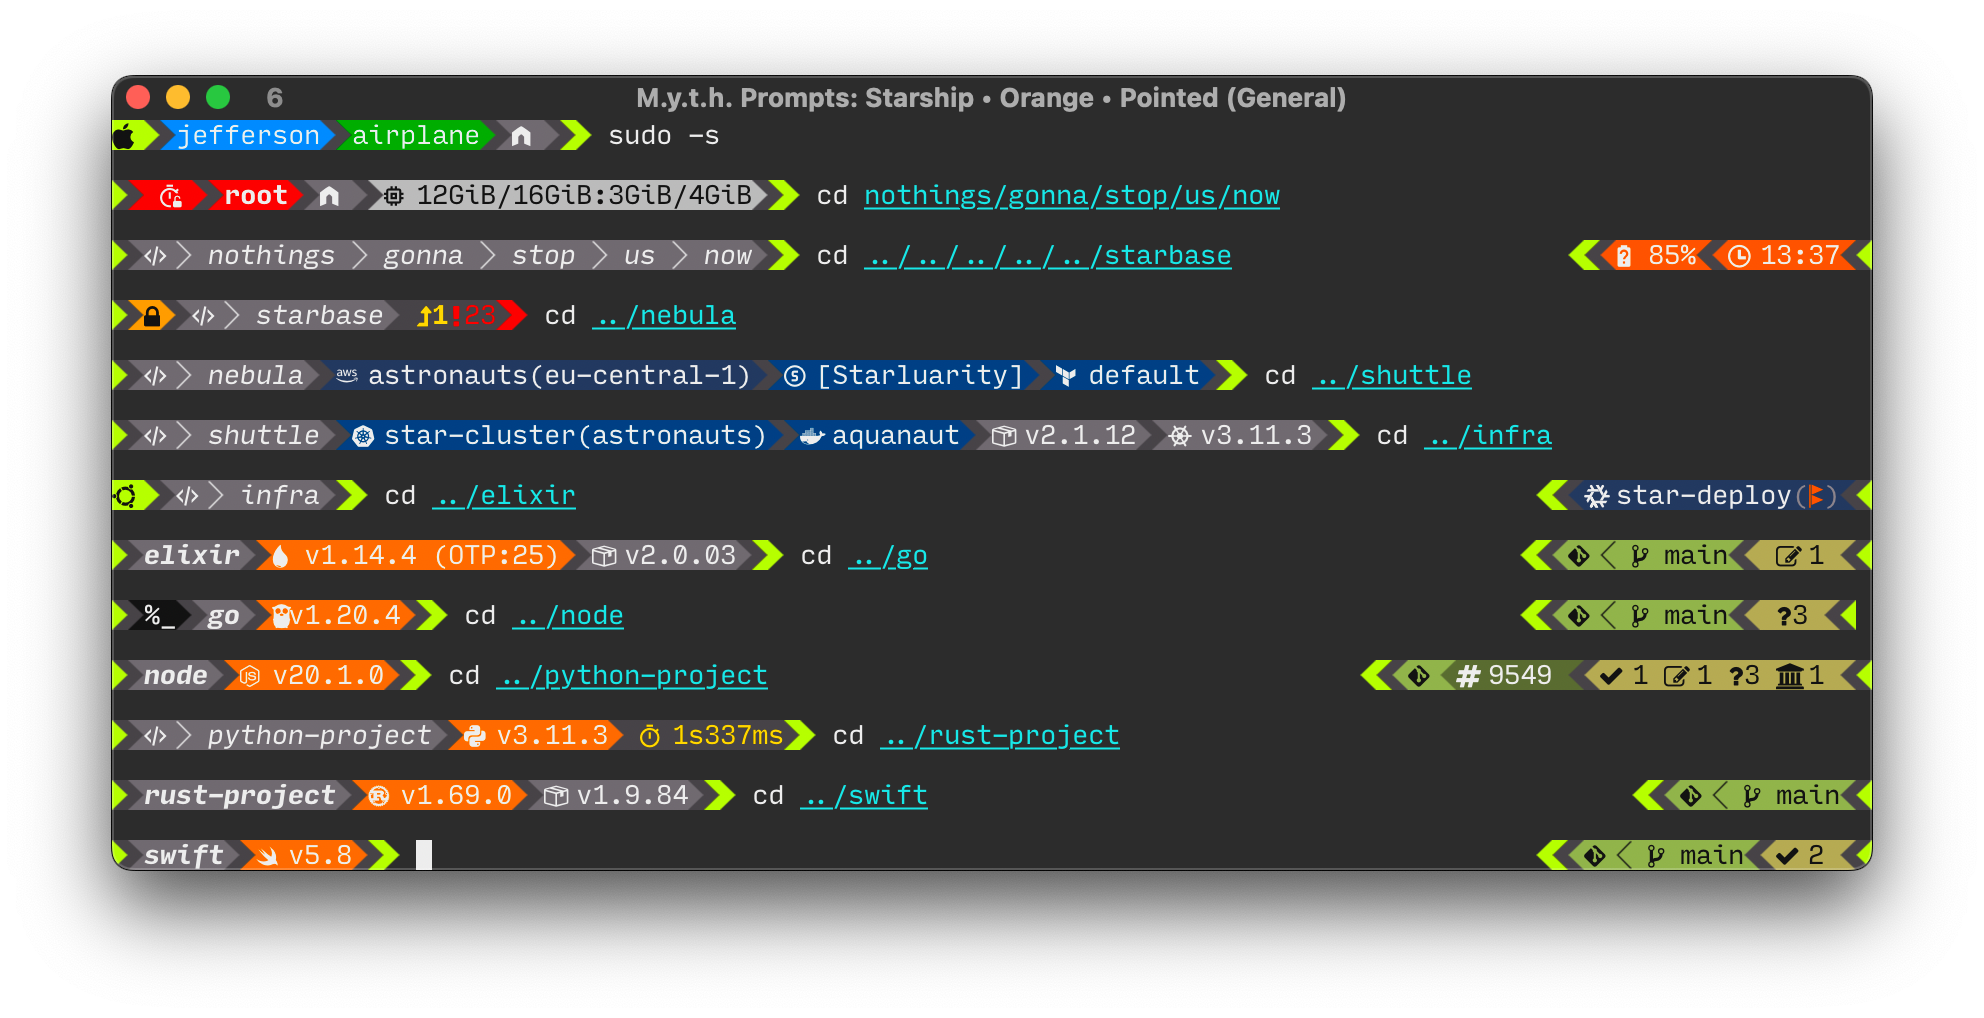 6 M.y.t.h. Prompts: Starship • Orange • Pointed (General)
jefferson airplane sudo -s
root 12GiB/16GiB:3GiB/4GiB cd nothings/gonna/stop/us/now
</> nothings gonna stop us now cd ../../../../../starbase 85% 13:37
</> starbase 1!23 cd ../nebula
</> nebula aws astronauts(eu-central-1) S [Starluarity] default cd ../shuttle
</> shuttle star-cluster(astronauts) aquanaut v2.1.12 v3.11.3 cd ../infra
</> infra cd ../elixir star-deploy()
elixir v1.14.4 (OTP:25) v2.0.03 cd ../go main 1
%_ go v1.20.4 cd ../node main ?3
node JS v20.1.0 cd ../python-project # 9549 1 1 ?3 1
</> python-project v3.11.3 1s337ms cd ../rust-project
rust-project R v1.69.0 v1.9.84 cd ../swift main
swift v5.8 main 2